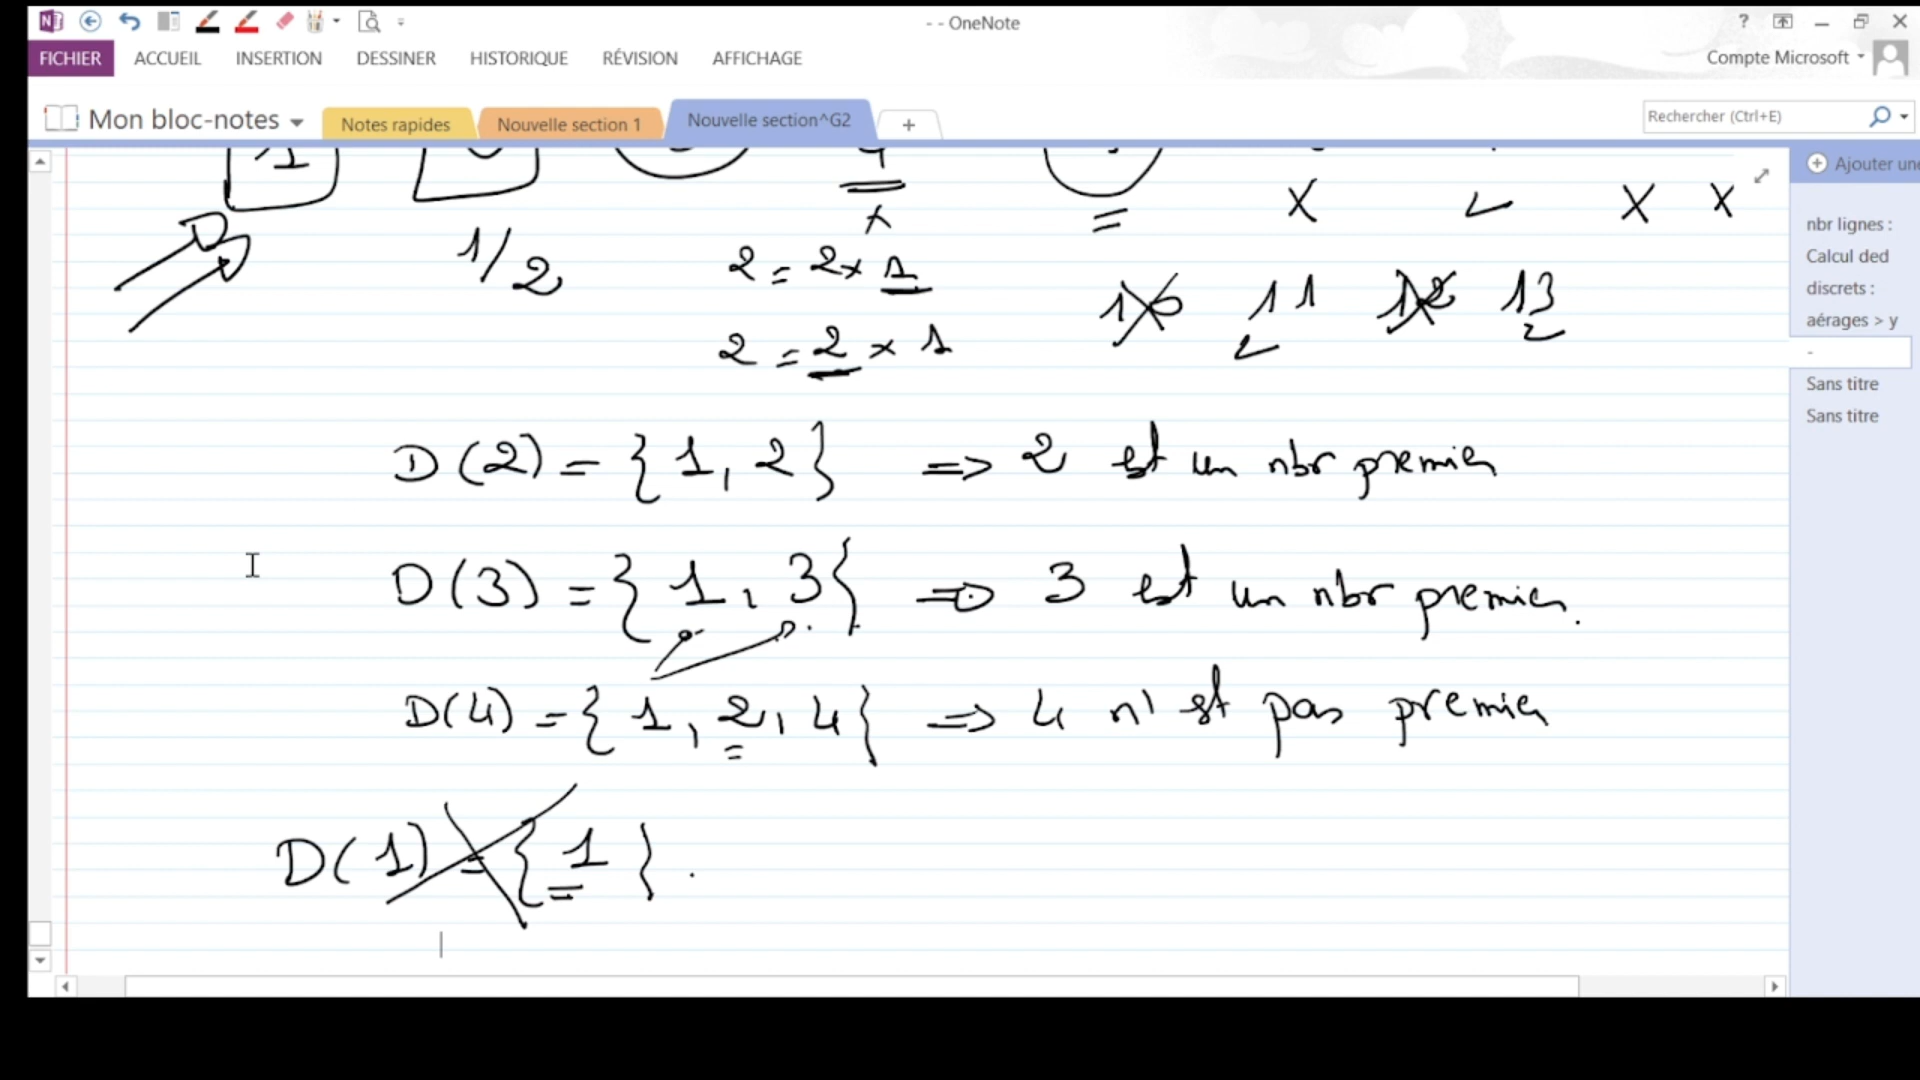 - - OneNote
?
FICHIER ACCUEIL INSERTION DESSINER HISTORIQUE RÉVISION AFFICHAGE
Compte Microsoft
Mon bloc-notes
Notes rapides
Nouvelle section 1
Nouvelle section^G2
+
Rechercher (Ctrl+E)
Ajouter une
nbr lignes :
Calcul ded
discrets :
aérages > y
-
Sans titre
Sans titre
1
x
=
X
X X
1/2
2 = 2 x 1
2 = 2 x 1
10 11 12 13
D(2) = {1, 2} => 2 est un nbr premier
D(3) = {1, 3} => 3 est un nbr premier.
D(4) = {1, 2, 4} => 4 n'est pas premier
D(1) = {1}.